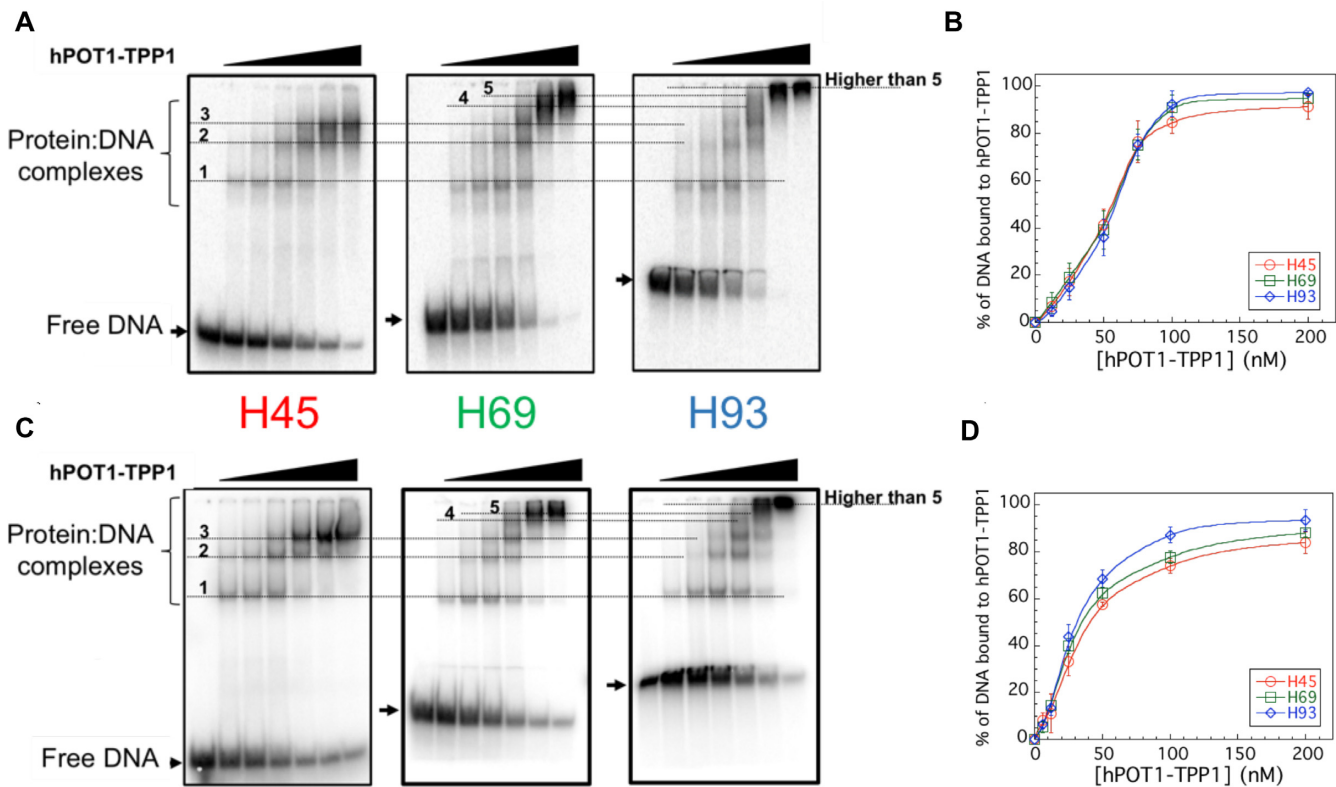 A
hPOT1-TPP1
Protein:DNA
complexes
3
2
1
Free DNA
5
4
Higher than 5
H45
H69
H93
B
% of DNA bound to hPOT1-TPP1
100
80
60
40
20
0
0
50
100
150
200
[hPOT1-TPP1] (nM)
H45
H69
H93
C
hPOT1-TPP1
Protein:DNA
complexes
3
2
1
Free DNA
5
4
Higher than 5
D
% of DNA bound to hPOT1-TPP1
100
80
60
40
20
0
0
50
100
150
200
[hPOT1-TPP1] (nM)
H45
H69
H93